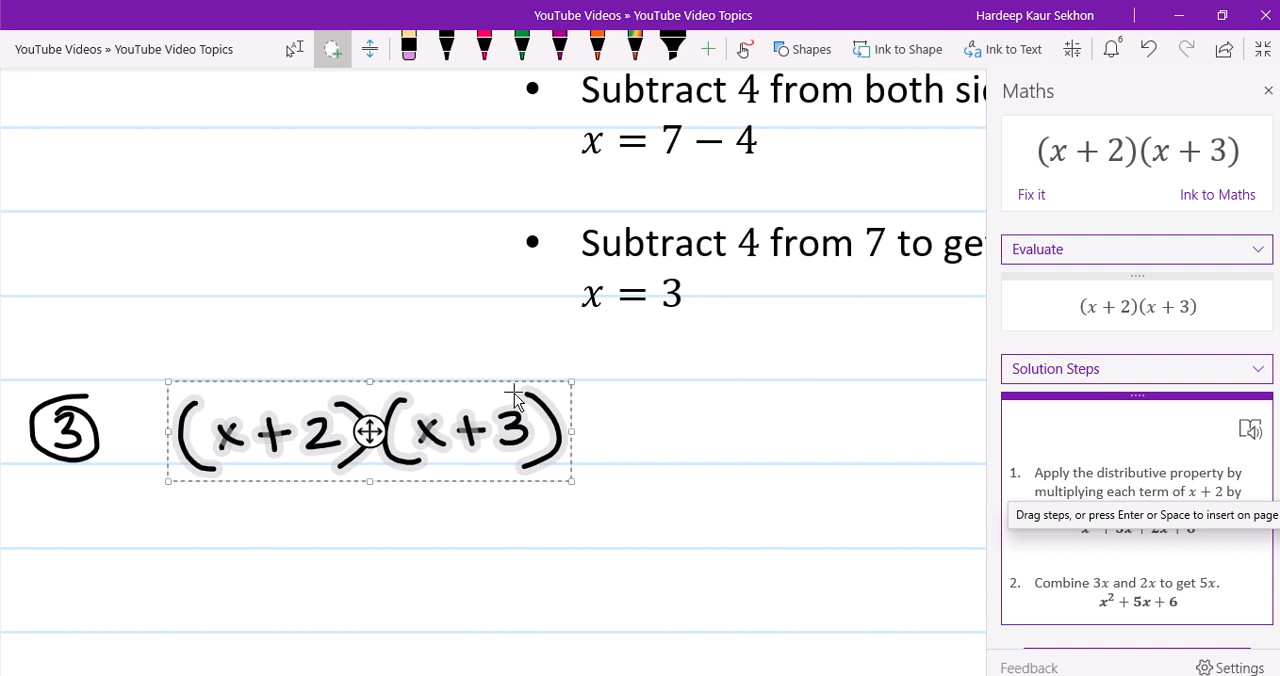 YouTube Videos » YouTube Video Topics
Hardeep Kaur Sekhon
YouTube Videos » YouTube Video Topics
Shapes
Ink to Shape
Ink to Text
6
• Subtract 4 from both si
x = 7 − 4
• Subtract 4 from 7 to ge
x = 3
3 (x+2)(x+3)
Maths
(x + 2)(x + 3)
Fix it
Ink to Maths
Evaluate
(x + 2)(x + 3)
Solution Steps
1. Apply the distributive property by
multiplying each term of x + 2 by
Drag steps, or press Enter or Space to insert on page
2. Combine 3x and 2x to get 5x.
x² + 5x + 6
Feedback
Settings